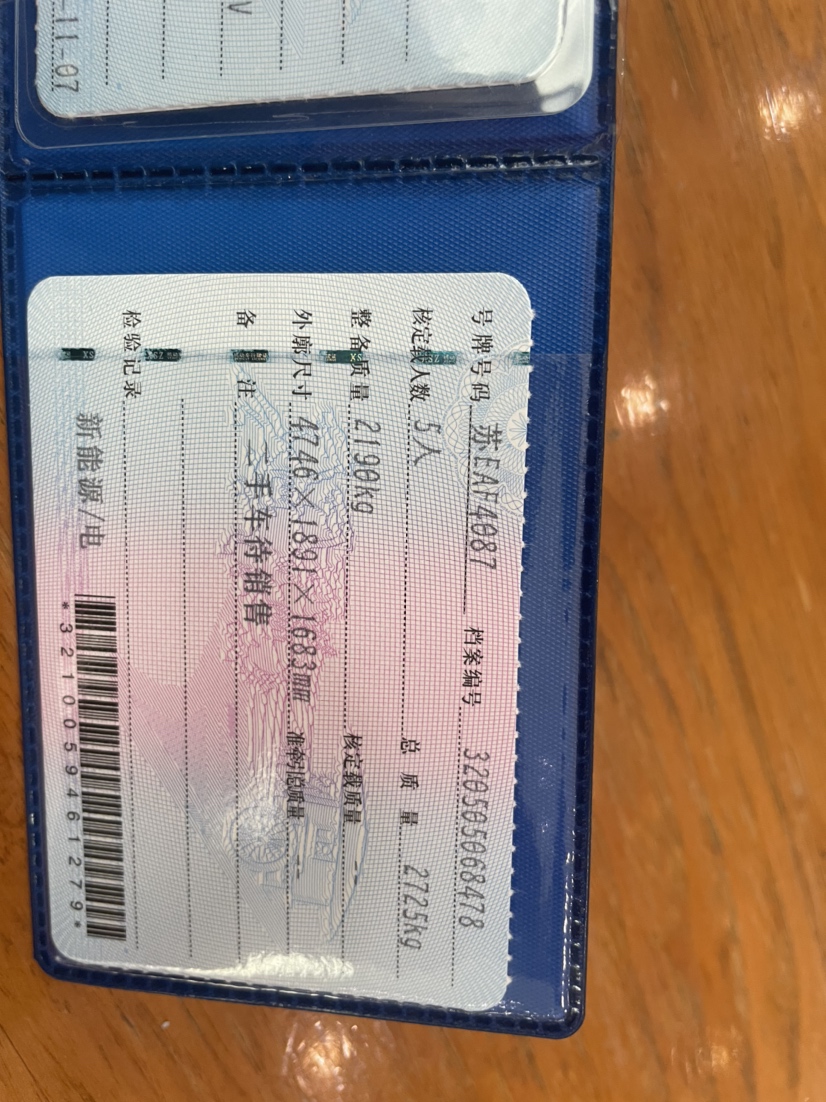 -11-07
号牌号码 苏EAF4087 档案编号 320505068478
核定载人数 5人 总质量 2725kg
整备质量 2190kg 核定载质量 --
外廓尺寸 4746×1891×1683mm 准牵引总质量 --
备注 二手车待销售
检验记录
新能源/电
*3210059461279*